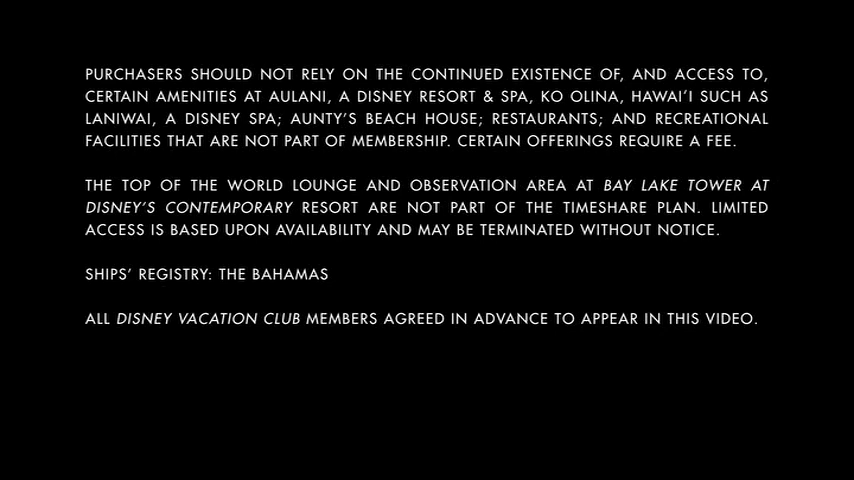 PURCHASERS SHOULD NOT RELY ON THE CONTINUED EXISTENCE OF, AND ACCESS TO,
CERTAIN AMENITIES AT AULANI, A DISNEY RESORT & SPA, KO OLINA, HAWAI'I SUCH AS
LANIWAI, A DISNEY SPA; AUNTY'S BEACH HOUSE; RESTAURANTS; AND RECREATIONAL
FACILITIES THAT ARE NOT PART OF MEMBERSHIP. CERTAIN OFFERINGS REQUIRE A FEE.
THE TOP OF THE WORLD LOUNGE AND OBSERVATION AREA AT BAY LAKE TOWER AT
DISNEY'S CONTEMPORARY RESORT ARE NOT PART OF THE TIMESHARE PLAN. LIMITED
ACCESS IS BASED UPON AVAILABILITY AND MAY BE TERMINATED WITHOUT NOTICE.
SHIPS' REGISTRY: THE BAHAMAS
ALL DISNEY VACATION CLUB MEMBERS AGREED IN ADVANCE TO APPEAR IN THIS VIDEO.